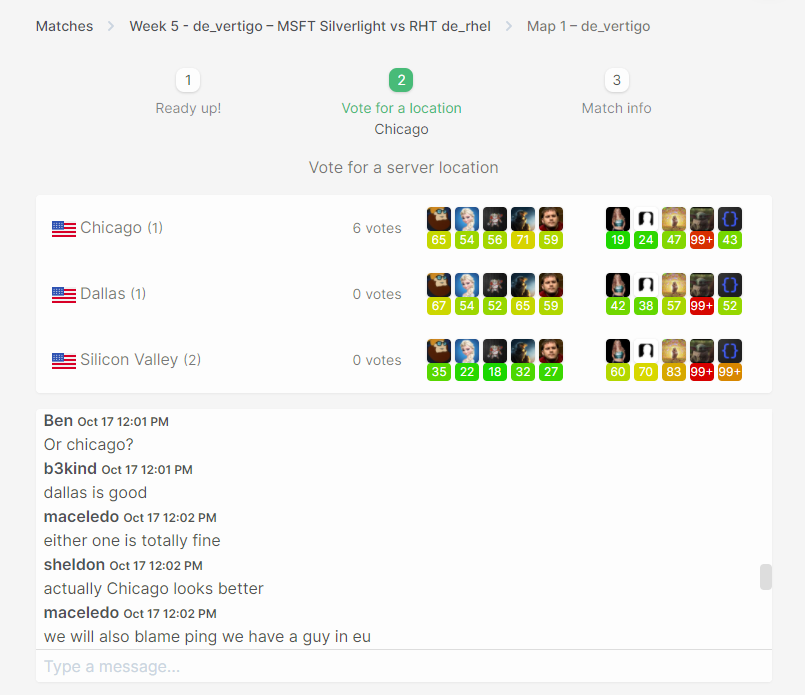 Matches > Week 5 - de_vertigo – MSFT Silverlight vs RHT de_rhel > Map 1 – de_vertigo
1 2 3
Ready up! Vote for a location Match info
Chicago
Vote for a server location
Chicago (1) 6 votes 65 54 56 71 59 19 24 47 99+ 43
Dallas (1) 0 votes 67 54 52 65 59 42 38 57 99+ 52
Silicon Valley (2) 0 votes 35 22 18 32 27 60 70 83 99+ 99+
Ben Oct 17 12:01 PM
Or chicago?
b3kind Oct 17 12:01 PM
dallas is good
maceledo Oct 17 12:02 PM
either one is totally fine
sheldon Oct 17 12:02 PM
actually Chicago looks better
maceledo Oct 17 12:02 PM
we will also blame ping we have a guy in eu
Type a message...